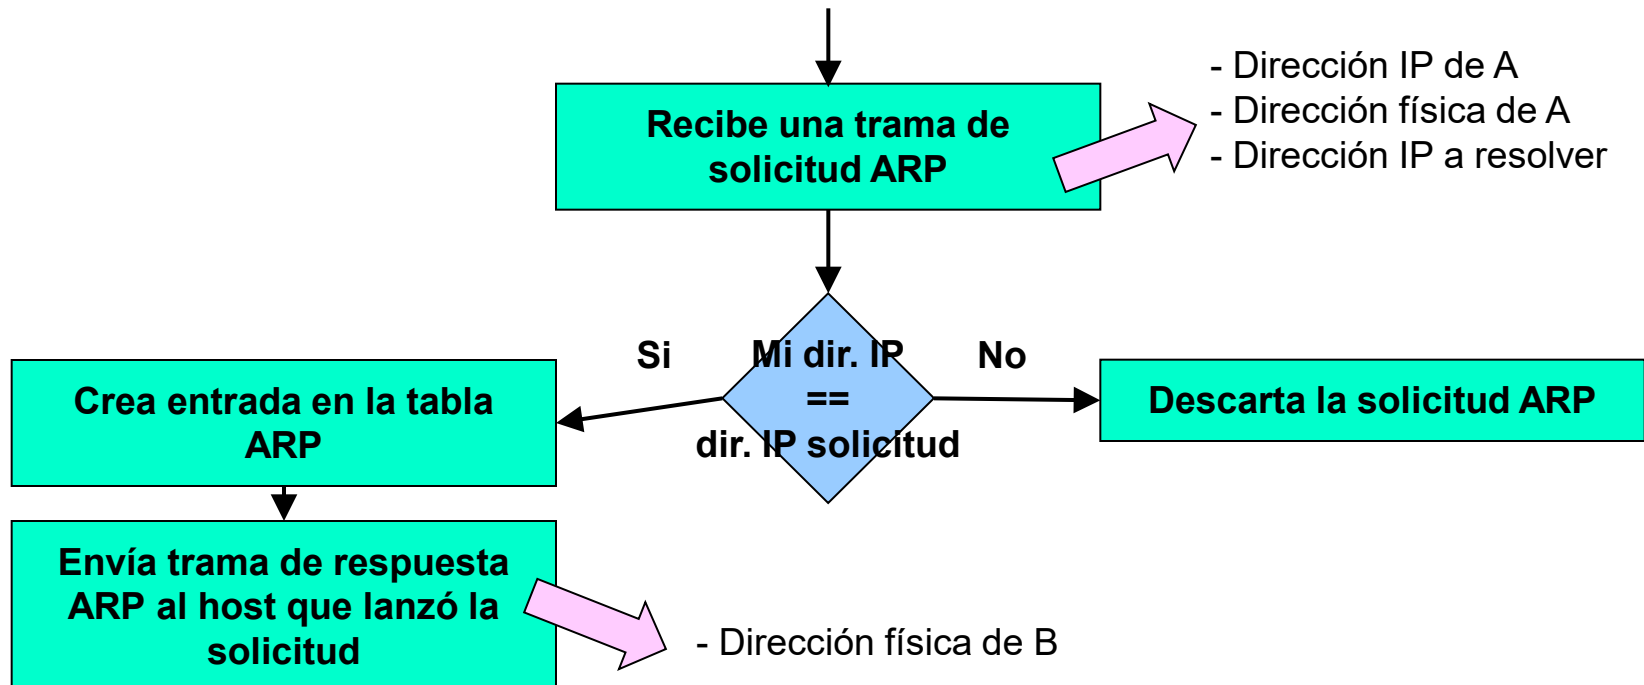 - Dirección IP de A
- Dirección física de A
- Dirección IP a resolver
Recibe una trama de
solicitud ARP
Si
Mi dir. IP
==
dir. IP solicitud
No
Crea entrada en la tabla
ARP
Descarta la solicitud ARP
Envía trama de respuesta
ARP al host que lanzó la
solicitud
- Dirección física de B